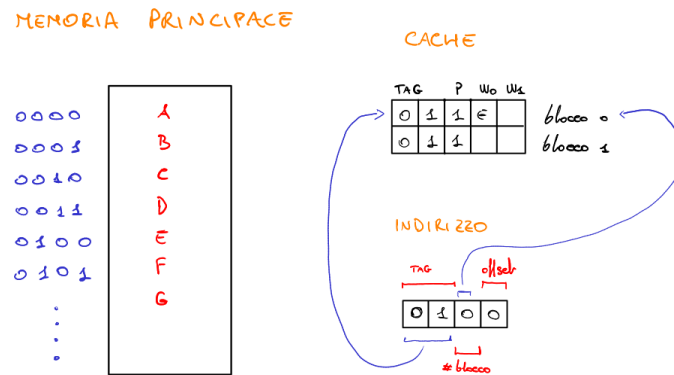 MEMORIA PRINCIPALE
CACHE
TAG P W0 W1
0 1 1 E blocco 0
0 1 1 blocco 1
0000 A
0001 B
0010 C
0011 D
0100 E
0101 F
G
INDIRIZZO
TAG offset
0 1 0 0
# blocco